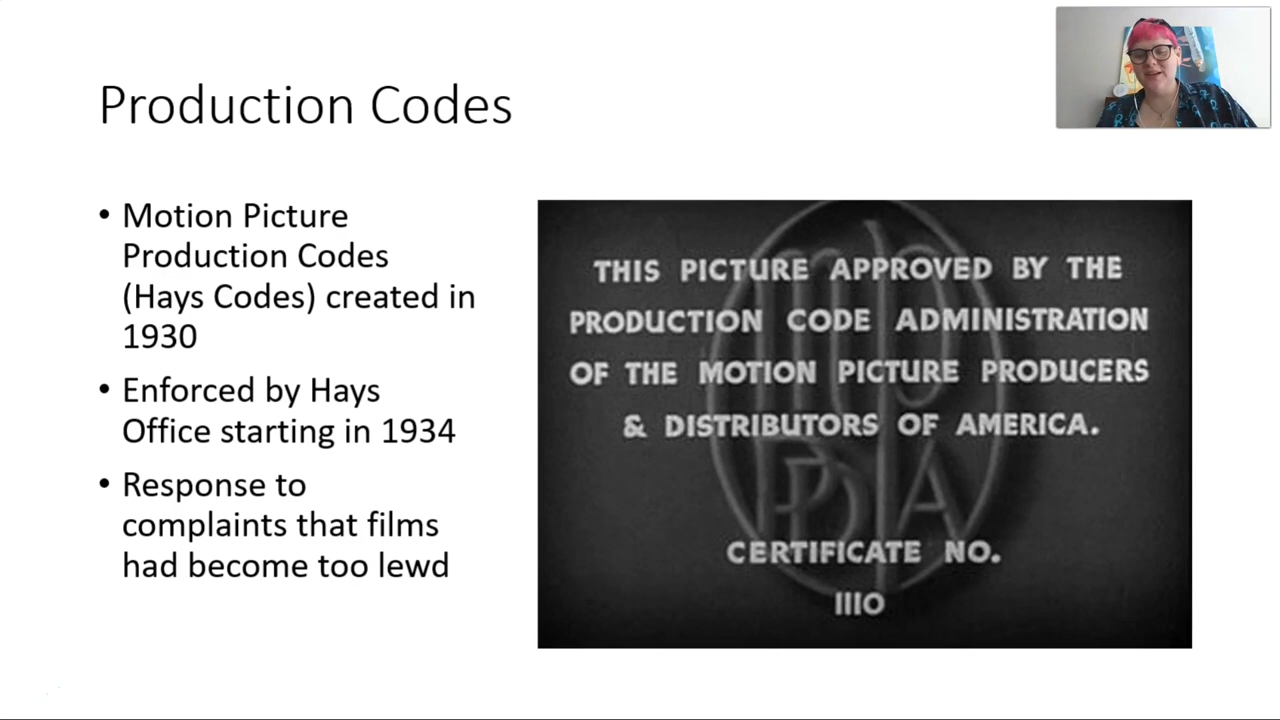 Production Codes
• Motion Picture
Production Codes
(Hays Codes) created in
1930
• Enforced by Hays
Office starting in 1934
• Response to
complaints that films
had become too lewd
THIS PICTURE APPROVED BY THE
PRODUCTION CODE ADMINISTRATION
OF THE MOTION PICTURE PRODUCERS
& DISTRIBUTORS OF AMERICA.
CERTIFICATE NO.
1110
MPPDA